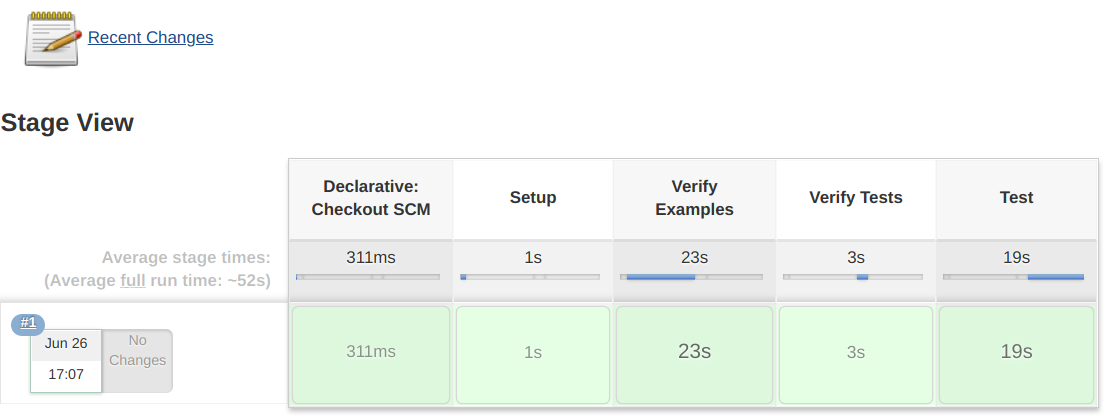 Recent Changes
Stage View
Declarative:
Checkout SCM
Setup
Verify
Examples
Verify Tests
Test
Average stage times:
(Average full run time: ~52s)
311ms
1s
23s
3s
19s
#1
Jun 26
17:07
No
Changes
311ms
1s
23s
3s
19s